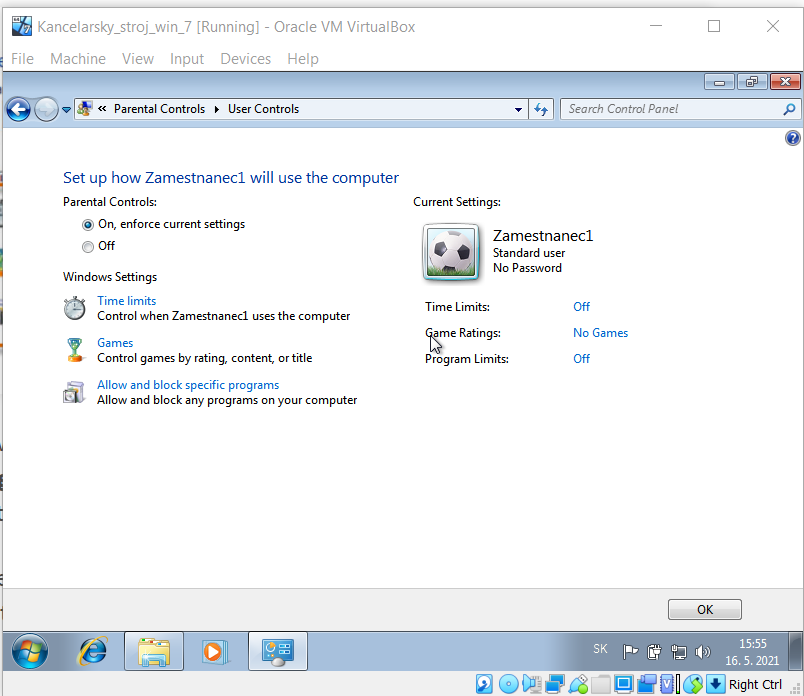 Kancelarsky_stroj_win_7 [Running] - Oracle VM VirtualBox
File Machine View Input Devices Help
« Parental Controls User Controls Search Control Panel
Set up how Zamestnanec1 will use the computer
Parental Controls:
On, enforce current settings
Off
Windows Settings
Time limits
Control when Zamestnanec1 uses the computer
Games
Control games by rating, content, or title
Allow and block specific programs
Allow and block any programs on your computer
Current Settings:
Zamestnanec1
Standard user
No Password
Time Limits: Off
Game Ratings: No Games
Program Limits: Off
OK
SK
15:55
16. 5. 2021
Right Ctrl